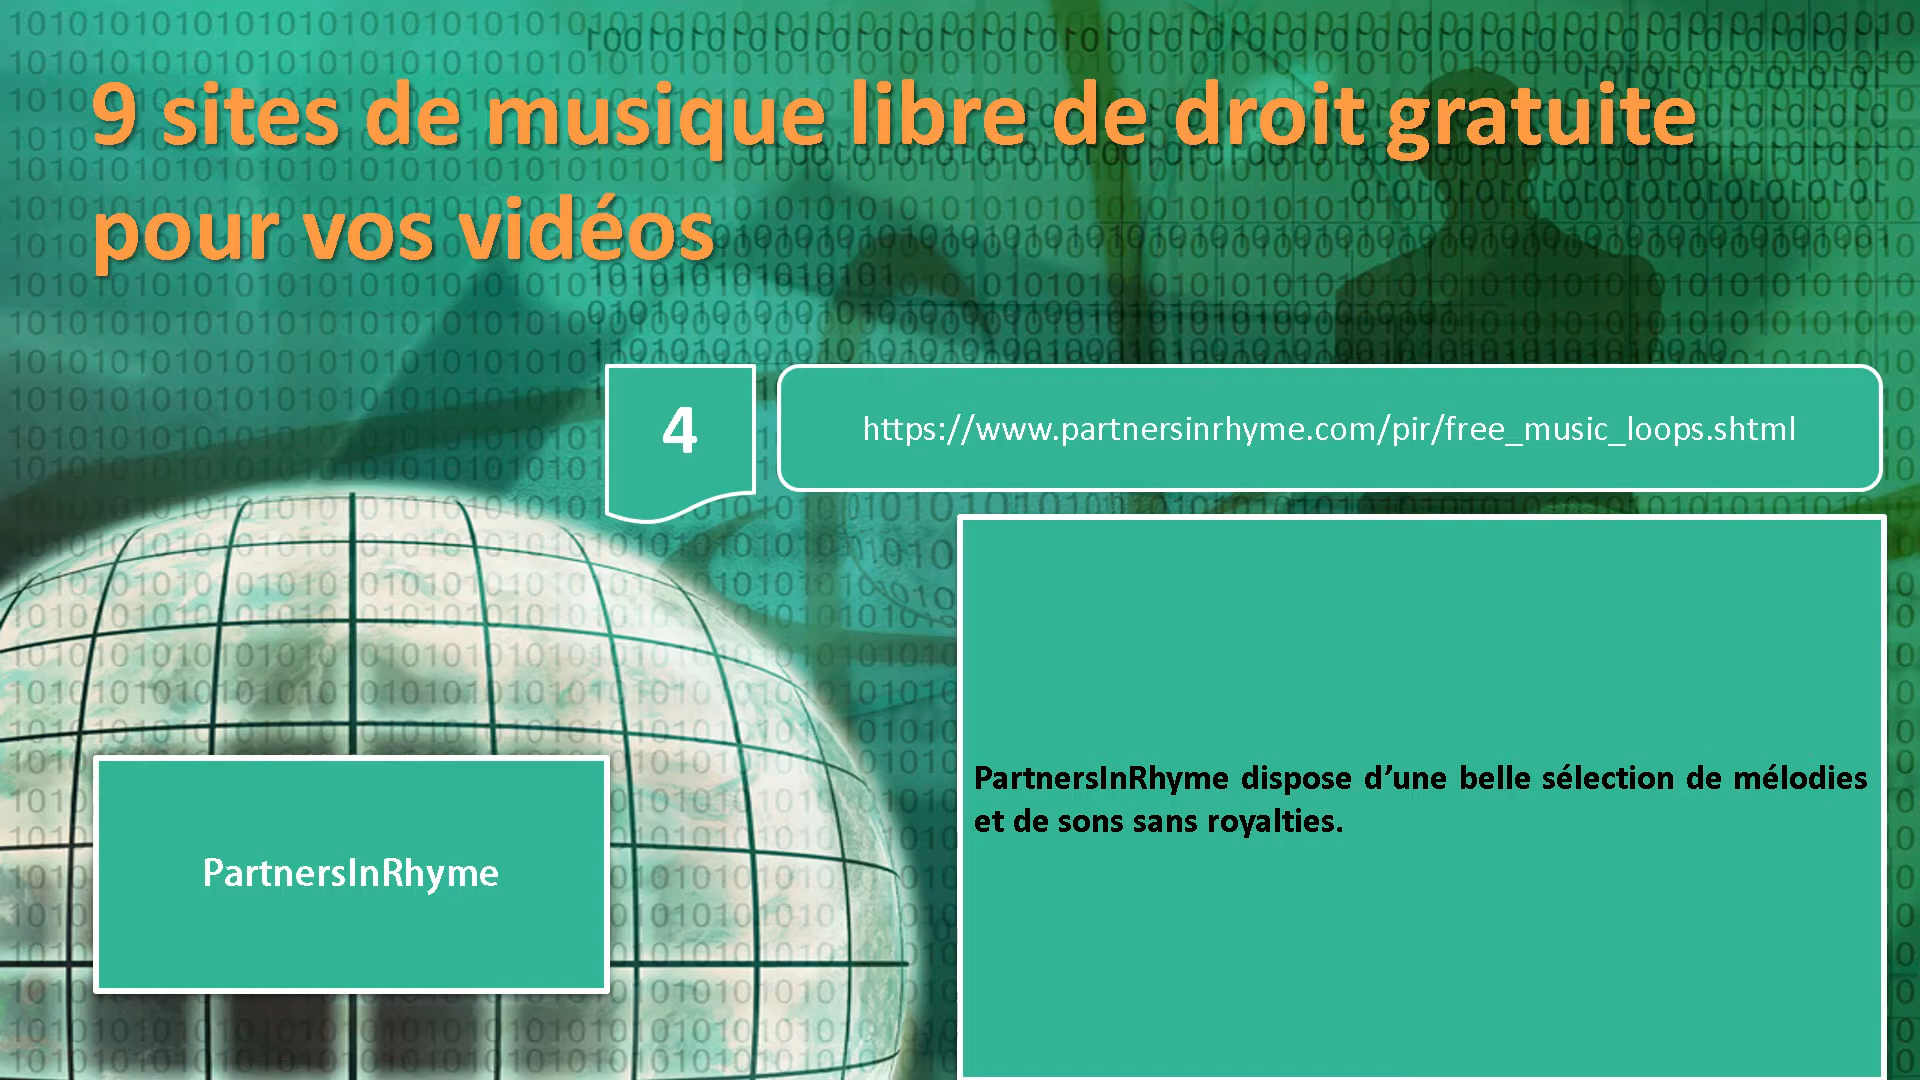 9 sites de musique libre de droit gratuite
pour vos vidéos
4
https://www.partnersinrhyme.com/pir/free_music_loops.shtml
PartnersInRhyme dispose d’une belle sélection de mélodies
et de sons sans royalties.
PartnersInRhyme